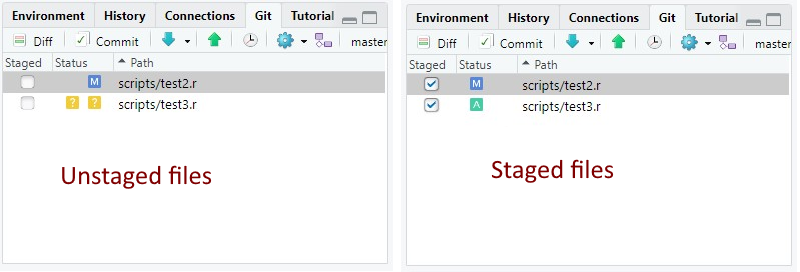 Environment History Connections Git Tutorial
Diff Commit master
Staged Status Path
M scripts/test2.r
? ? scripts/test3.r
Unstaged files
Environment History Connections Git Tutorial
Diff Commit master
Staged Status Path
M scripts/test2.r
A scripts/test3.r
Staged files